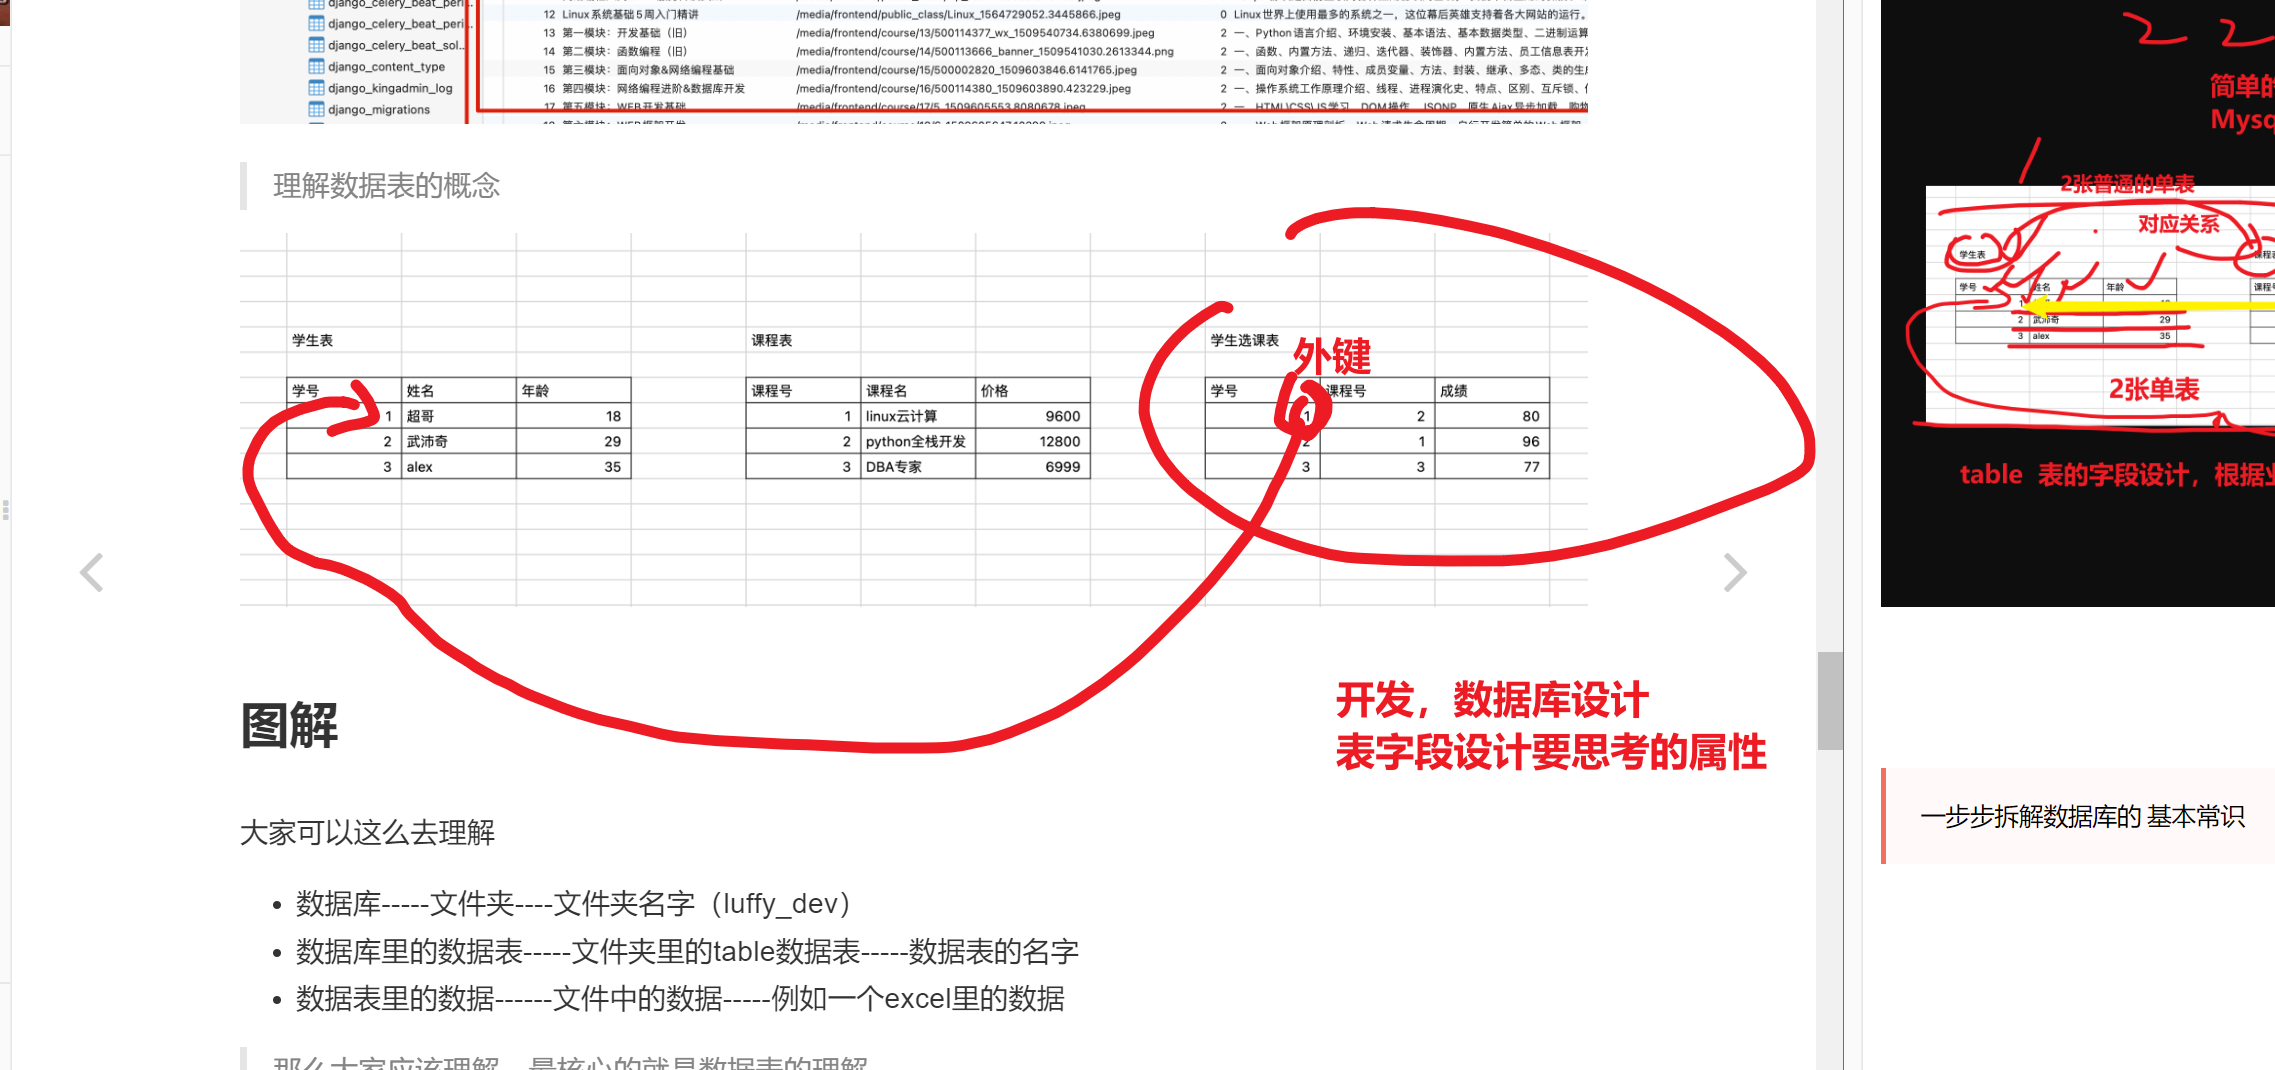 django_celery_beat_peri...
django_celery_beat_sol...
django_content_type
django_kingadmin_log
django_migrations
12 Linux系统基础5周入门精讲 /media/frontend/public_class/Linux_1564729052.3445866.jpeg 0 Linux世界上使用最多的系统之一，这位幕后英雄支持着各大网站的运行。
13 第一模块：开发基础（旧） /media/frontend/course/13/500114377_wx_1509540734.6380699.jpeg 2 一、Python语言介绍、环境安装、基本语法、基本数据类型、二进制运算
14 第二模块：函数编程（旧） /media/frontend/course/14/500113666_banner_1509541030.2613344.png 2 一、函数、内置方法、递归、迭代器、装饰器、内置方法、员工信息表开
15 第三模块：面向对象&网络编程基础 /media/frontend/course/15/500002820_1509603846.6141765.jpeg 2 一、面向对象介绍、特性、成员变量、方法、封装、继承、多态、类的生
16 第四模块：网络编程进阶&数据库开发 /media/frontend/course/16/500114380_1509603890.423229.jpeg 2 一、操作系统工作原理介绍、线程、进程演化史、特点、区别、互斥锁、
17 第五模块：WEB开发基础 /media/frontend/course/17/5_1509605553.8080678.jpeg 2 一、HTML\CSS\JS学习、DOM操作、JSONP、原生Ajax异步加载、购物
理解数据表的概念
学生表
学号 姓名 年龄
1 超哥 18
2 武沛奇 29
3 alex 35
课程表
课程号 课程名 价格
1 linux云计算 9600
2 python全栈开发 12800
3 DBA专家 6999
学生选课表
外键
学号 课程号 成绩
1 2 80
2 1 96
3 3 77
开发，数据库设计
表字段设计要思考的属性
图解
大家可以这么去理解
• 数据库-----文件夹----文件夹名字（luffy_dev）
• 数据库里的数据表-----文件夹里的table数据表-----数据表的名字
• 数据表里的数据------文件中的数据-----例如一个excel里的数据
那么大家应该理解，最核心的就是数据表的理解
2 2
简单的
Mysq
2张普通的单表
对应关系
学生表
学号 姓名 年龄
2 武沛奇 29
3 alex 35
课程号
2张单表
table 表的字段设计，根据业
一步步拆解数据库的 基本常识